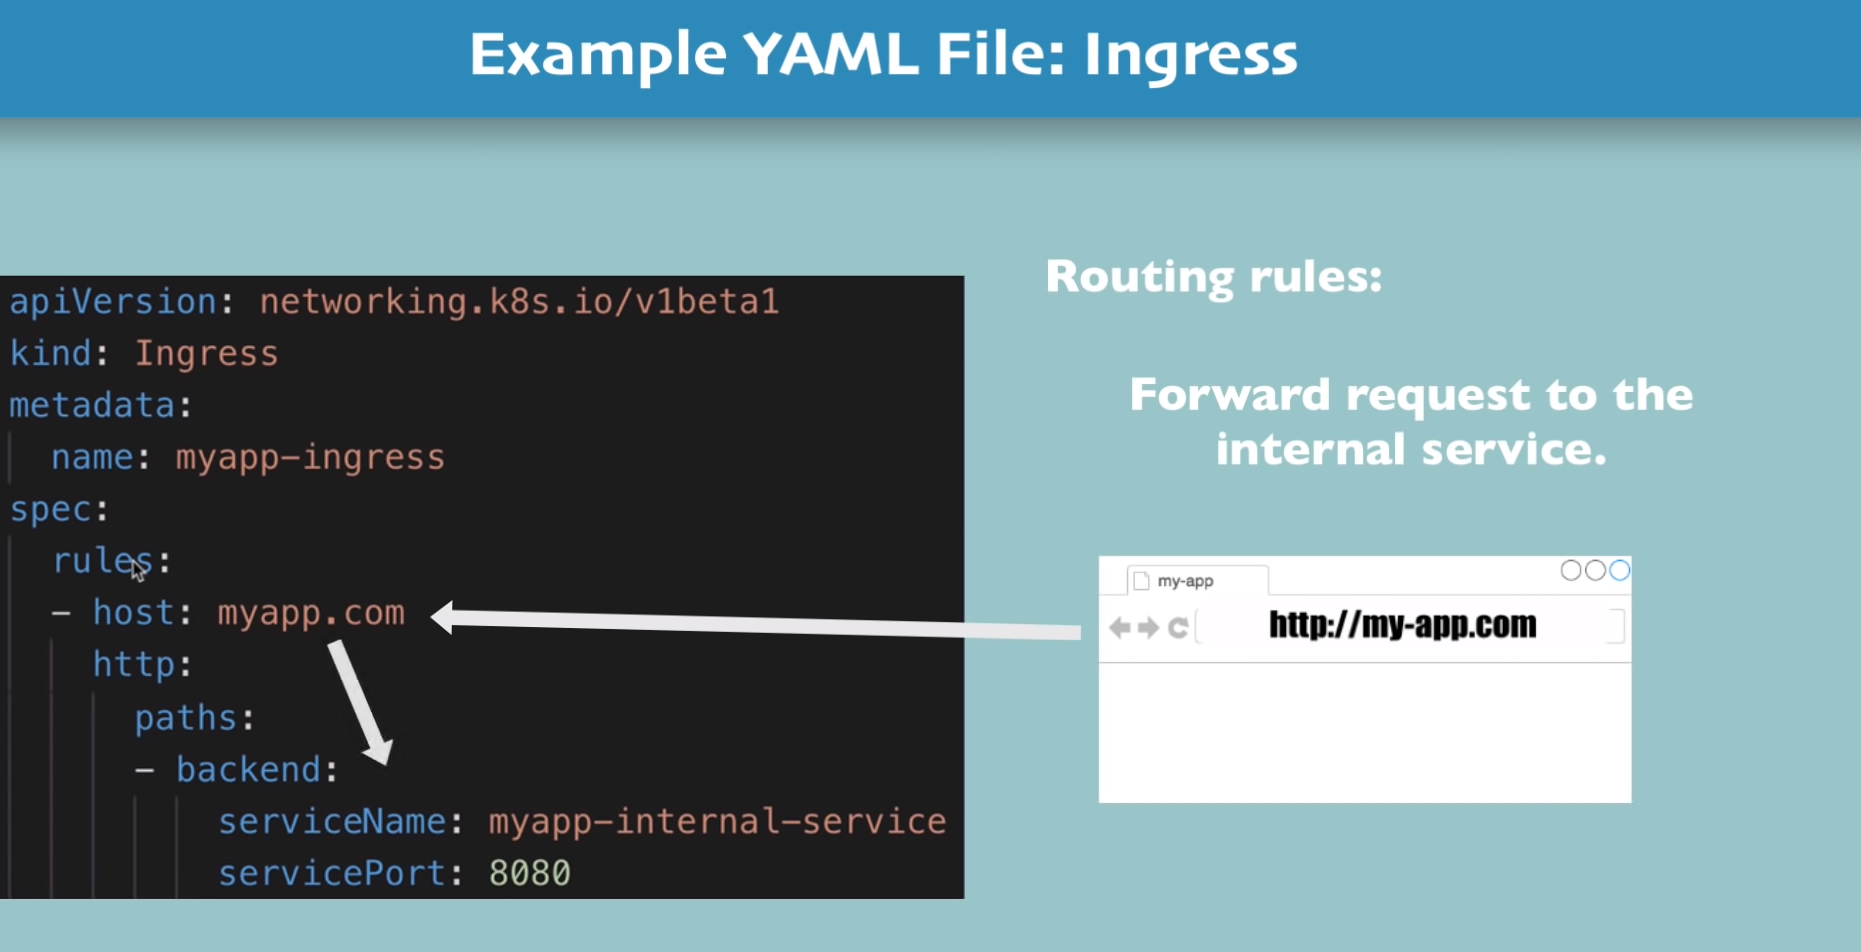 Example YAML File: Ingress
apiVersion: networking.k8s.io/v1beta1
kind: Ingress
metadata:
  name: myapp-ingress
spec:
  rules:
  - host: myapp.com
    http:
      paths:
      - backend:
          serviceName: myapp-internal-service
          servicePort: 8080
Routing rules:
Forward request to the
internal service.
my-app
http://my-app.com